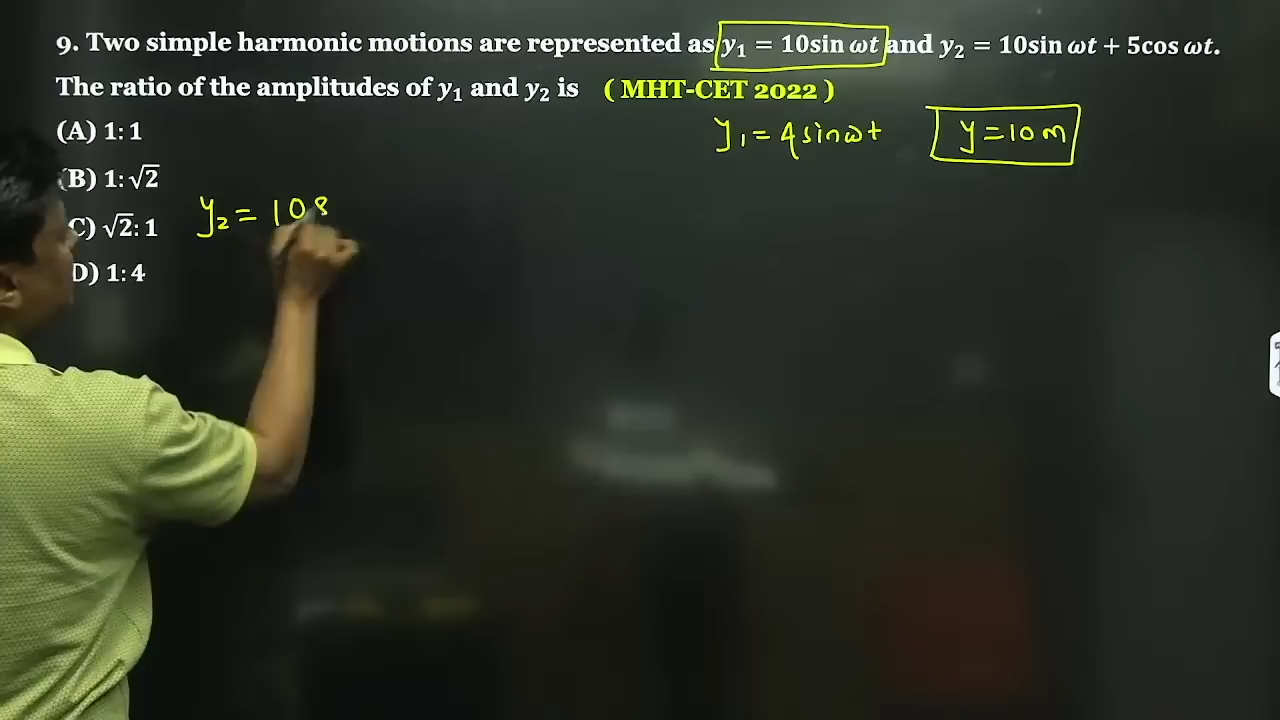 9. Two simple harmonic motions are represented as y₁ = 10sin ωt and y₂ = 10sin ωt + 5cos ωt.
The ratio of the amplitudes of y₁ and y₂ is ( MHT-CET 2022 )
(A) 1: 1
y₁ = A sin ωt y = 10 m
B) 1: √2
y₂ = 10 s
C) √2: 1
D) 1: 4